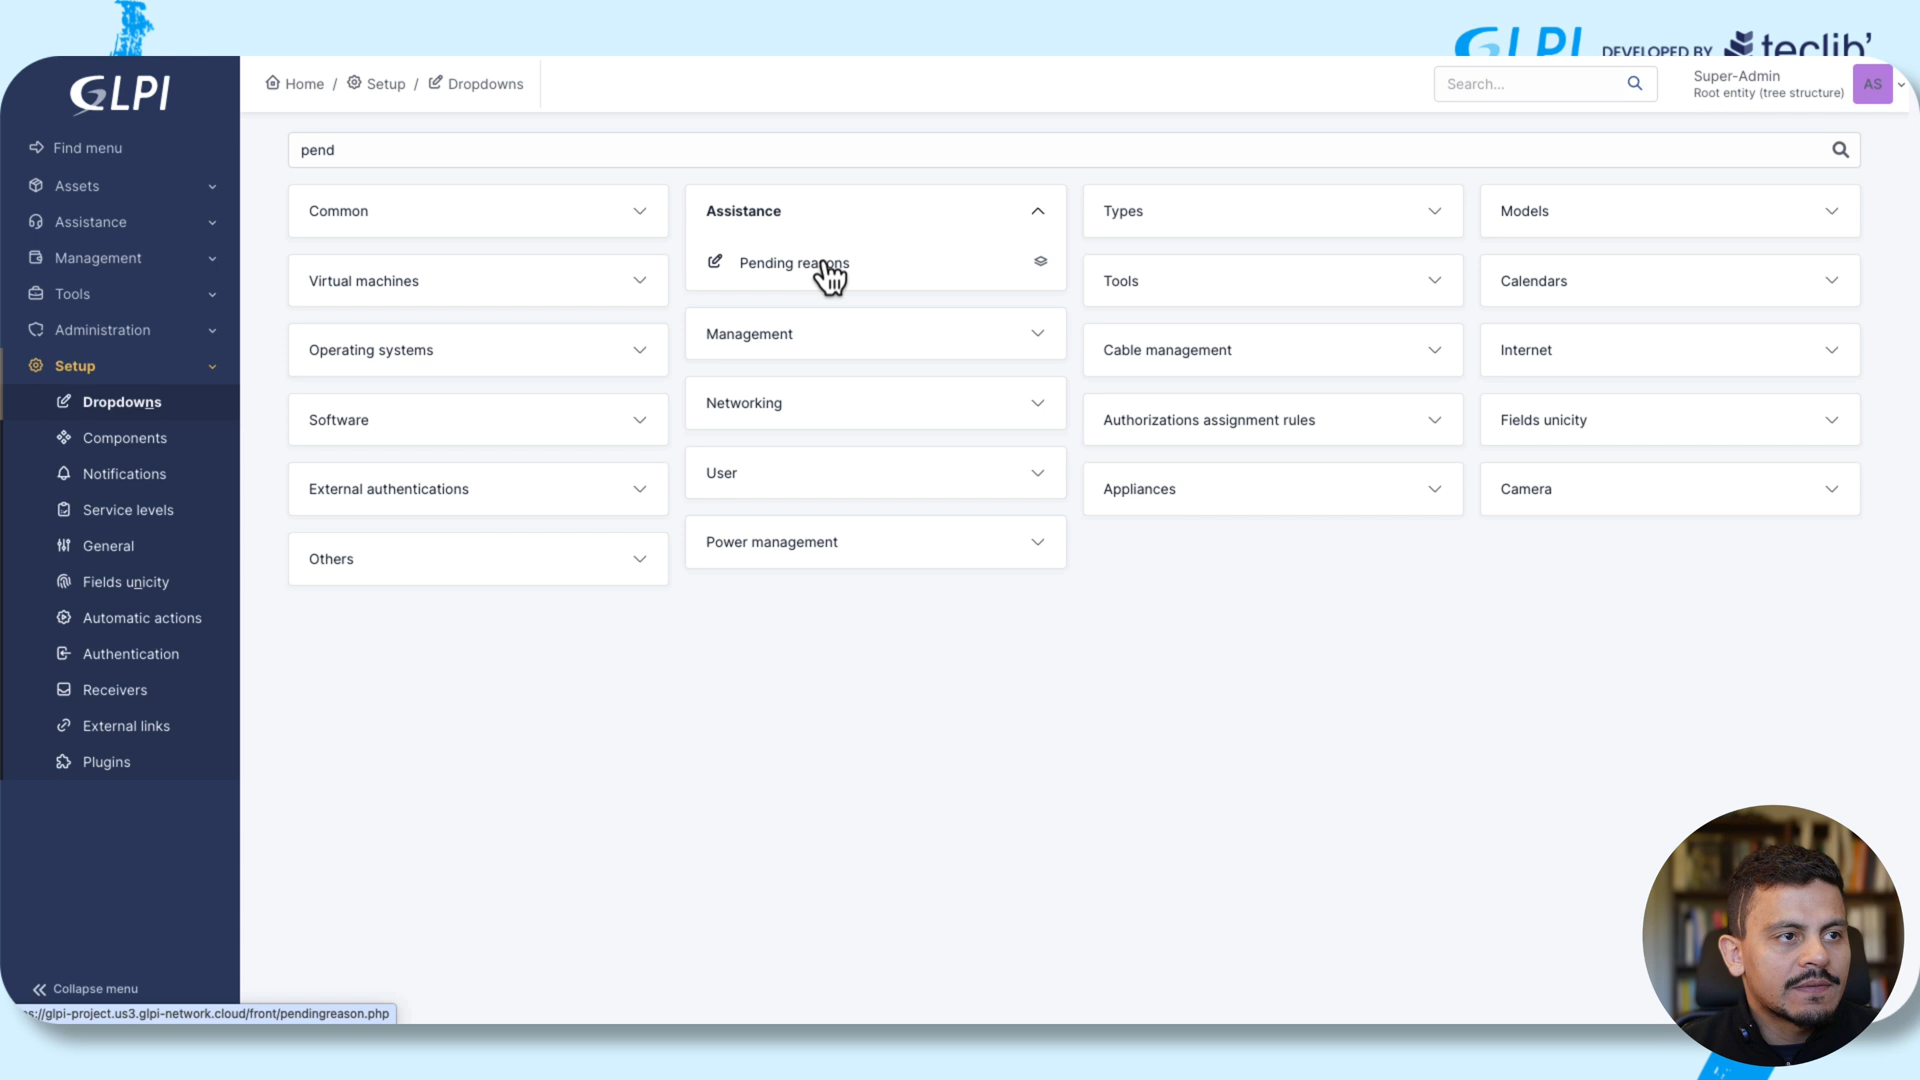 GLPI DEVELOPED BY teclib'
GLPI
Home / Setup / Dropdowns
Search...
Super-Admin
Root entity (tree structure)
AS
Find menu
Assets
Assistance
Management
Tools
Administration
Setup
Dropdowns
Components
Notifications
Service levels
General
Fields unicity
Automatic actions
Authentication
Receivers
External links
Plugins
Collapse menu
s://glpi-project.us3.glpi-network.cloud/front/pendingreason.php
pend
Common
Virtual machines
Operating systems
Software
External authentications
Others
Assistance
Pending reasons
Management
Networking
User
Power management
Types
Tools
Cable management
Authorizations assignment rules
Appliances
Models
Calendars
Internet
Fields unicity
Camera